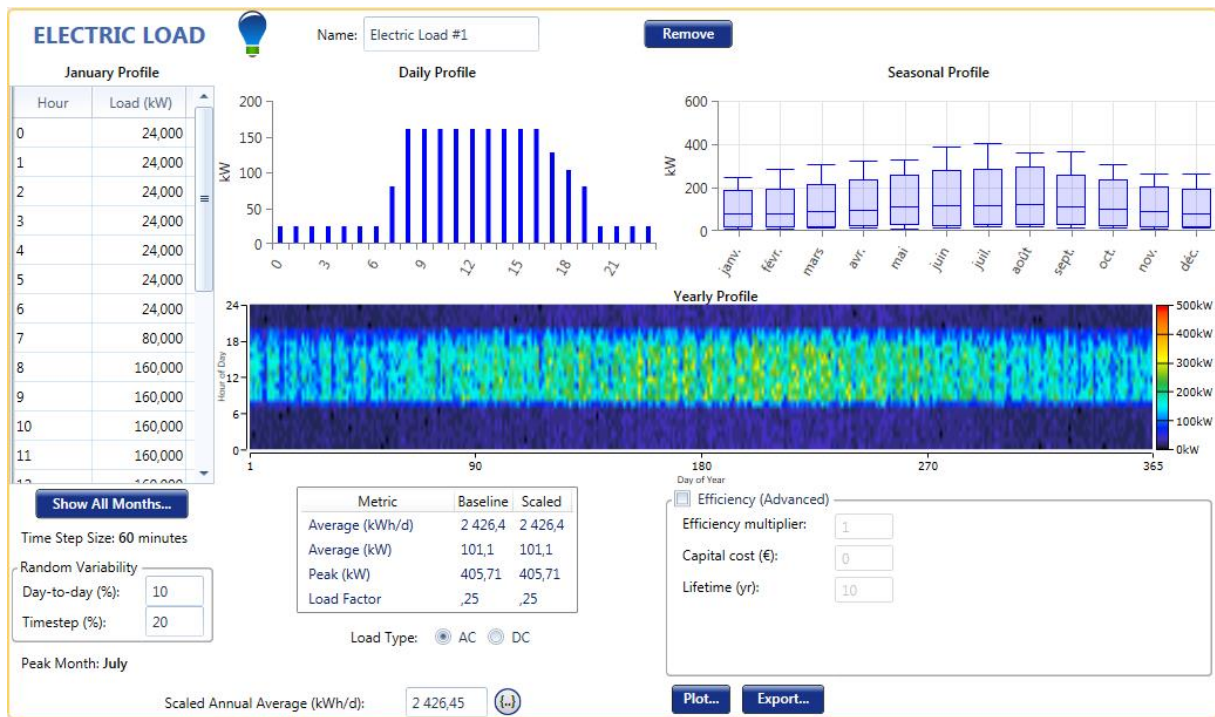 ELECTRIC LOAD
Name: Electric Load #1
Remove
January Profile
Hour Load (kW)
0 24,000
1 24,000
2 24,000
3 24,000
4 24,000
5 24,000
6 24,000
7 80,000
8 160,000
9 160,000
10 160,000
11 160,000
12 160,000
Show All Months...
Time Step Size: 60 minutes
Random Variability
Day-to-day (%): 10
Timestep (%): 20
Peak Month: July
Daily Profile
kW
200
150
100
50
0
0 3 6 9 12 15 18 21
Seasonal Profile
kW
600
400
200
0
janv. févr. mars avr. mai juin juil. août sept. oct. nov. déc.
Yearly Profile
Hour of Day
24
18
12
6
0
1 90 180 270 365
Day of Year
500kW
400kW
300kW
200kW
100kW
0kW
Metric Baseline Scaled
Average (kWh/d) 2 426,4 2 426,4
Average (kW) 101,1 101,1
Peak (kW) 405,71 405,71
Load Factor ,25 ,25
Load Type: AC DC
Scaled Annual Average (kWh/d): 2 426,45 {..}
Efficiency (Advanced)
Efficiency multiplier: 1
Capital cost (€): 0
Lifetime (yr): 10
Plot... Export...